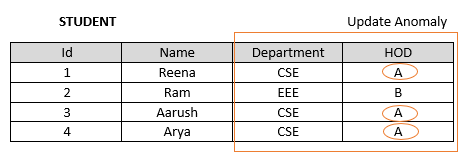 STUDENT Update Anomaly
Id Name Department HOD
1 Reena CSE A
2 Ram EEE B
3 Aarush CSE A
4 Arya CSE A